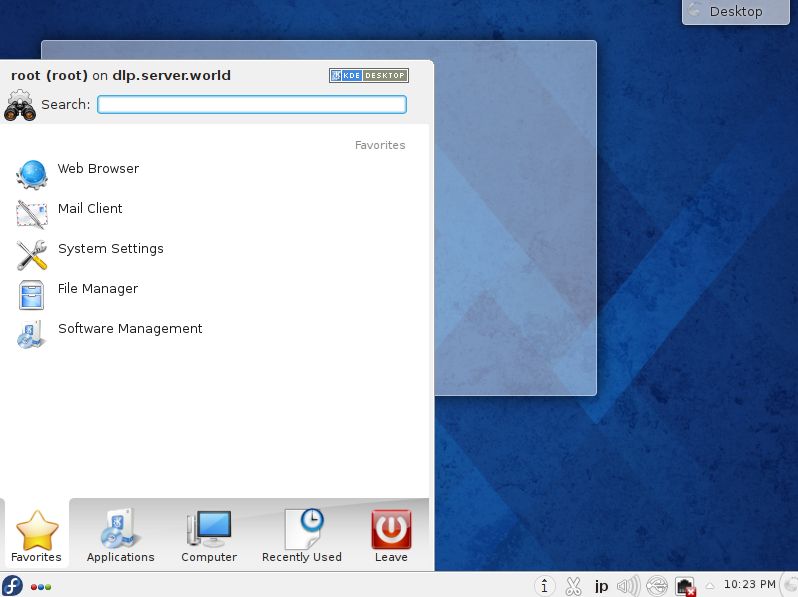 Desktop
root (root) on dlp.server.world
KDE DESKTOP
Search:
Favorites
Web Browser
Mail Client
System Settings
File Manager
Software Management
Favorites
Applications
Computer
Recently Used
Leave
jp
10:23 PM